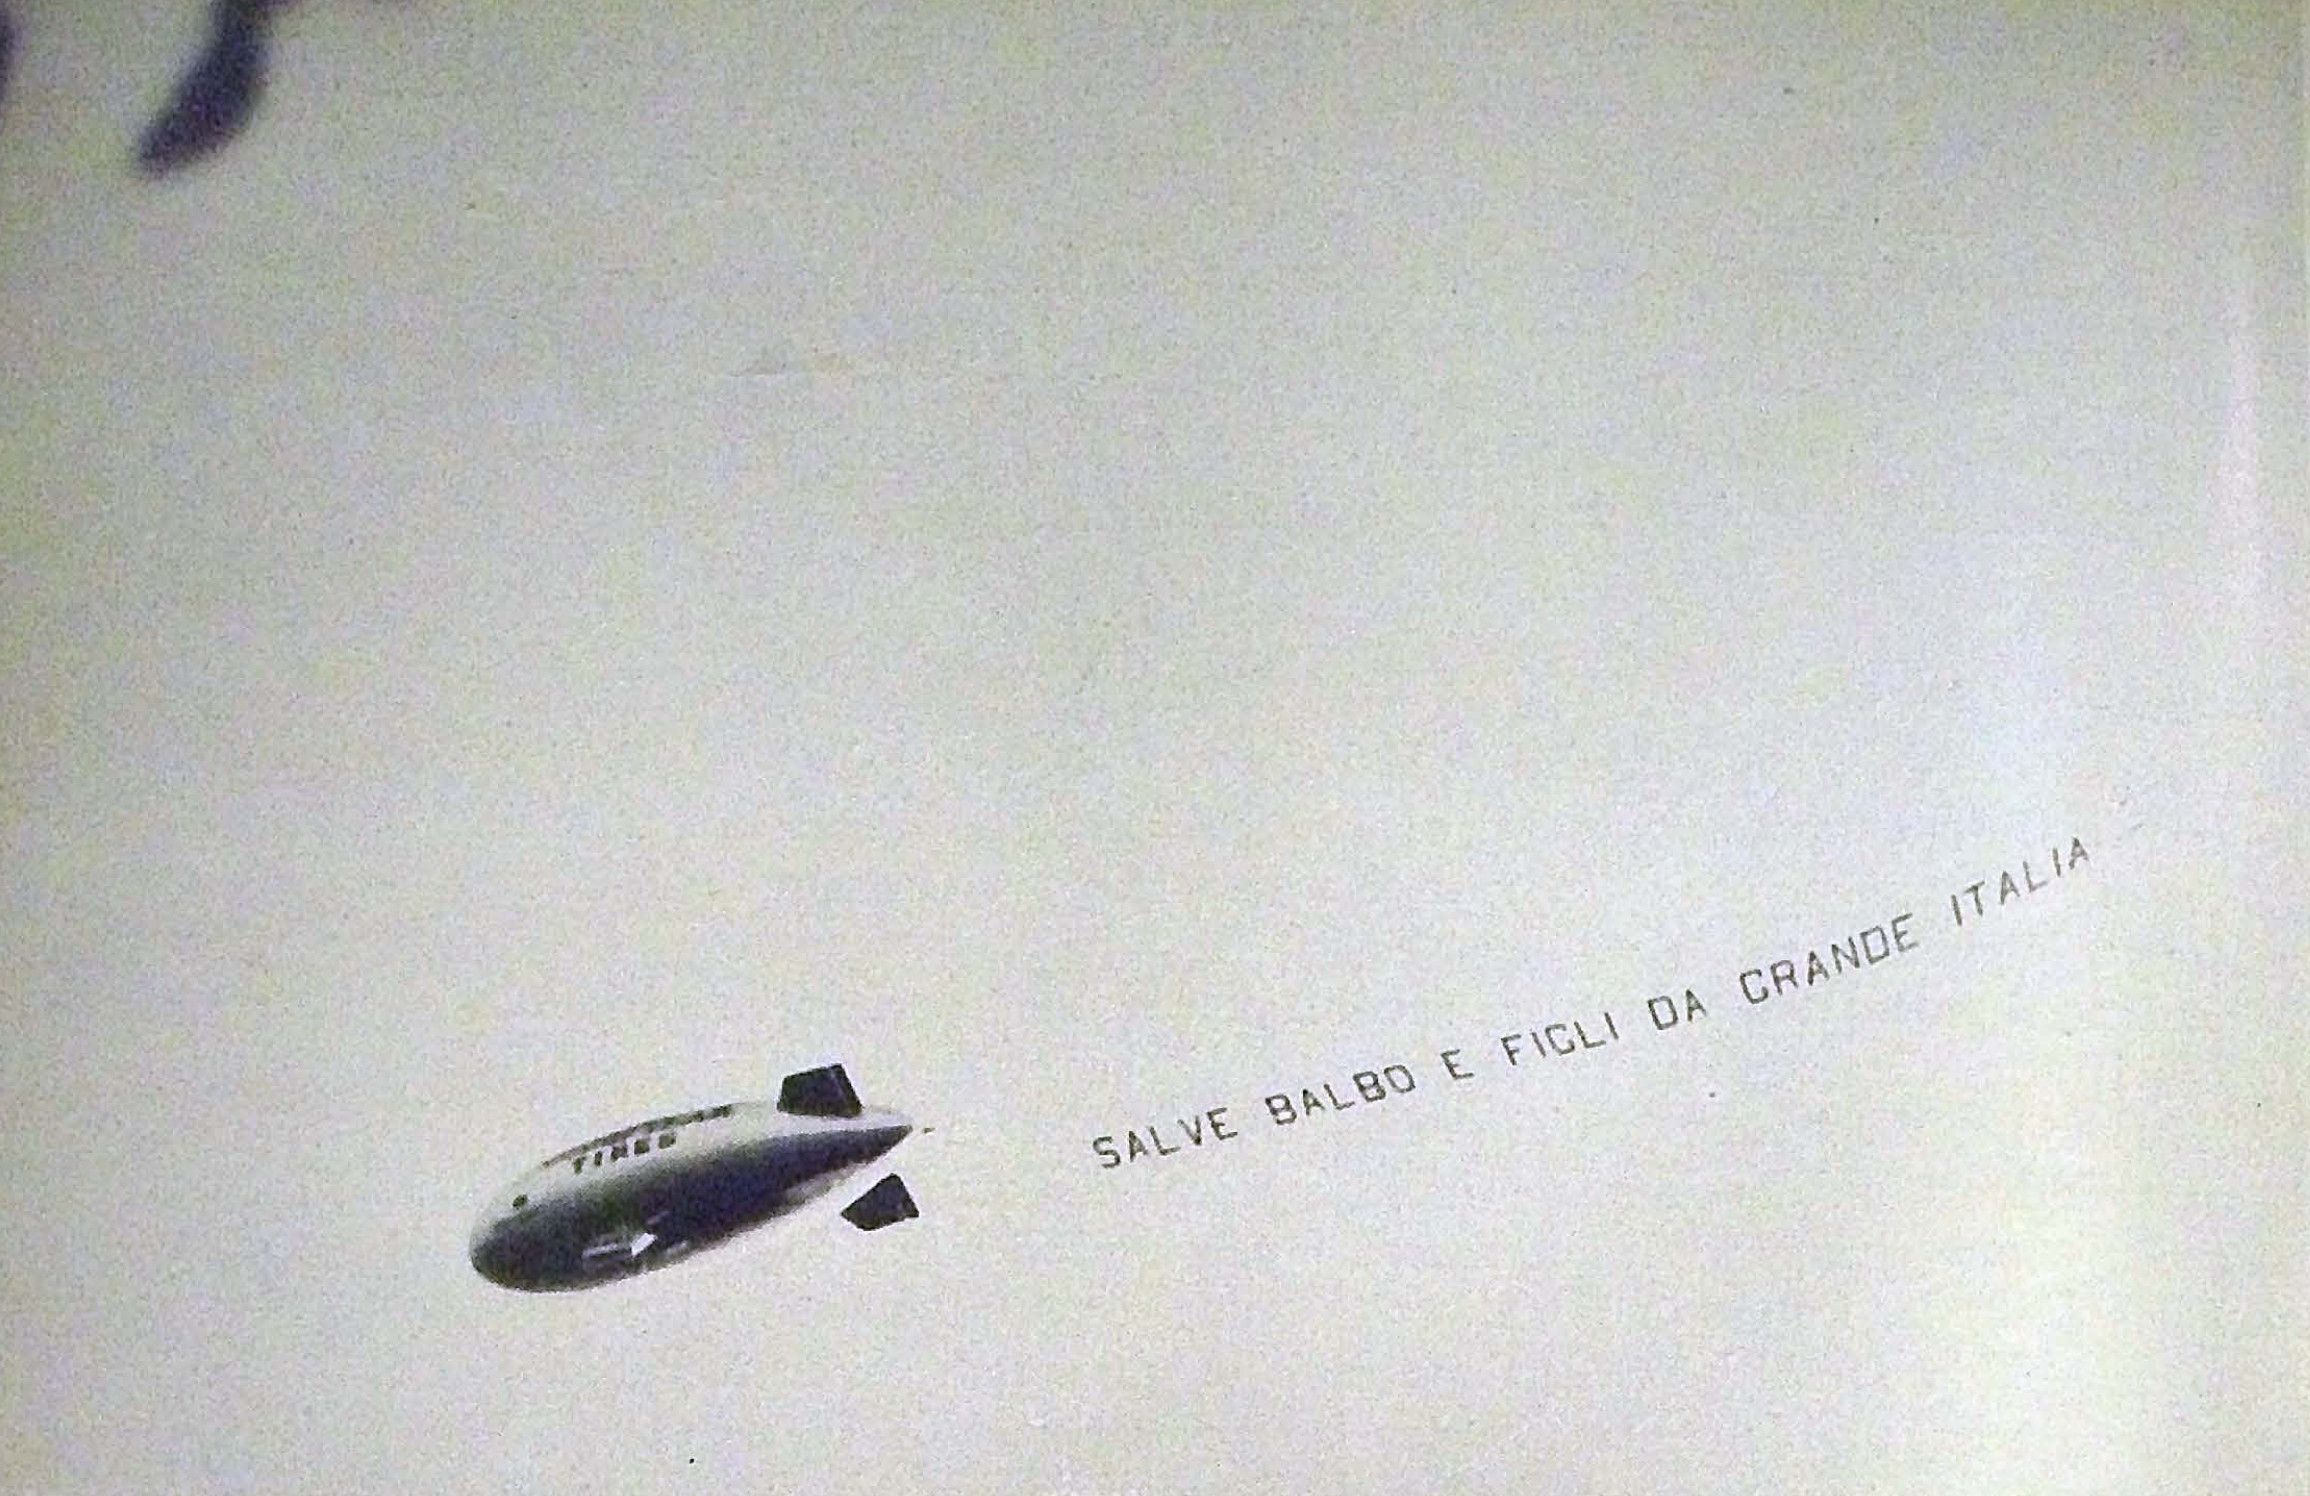 TIRES
SALVE BALBO E FIGLI DA GRANDE ITALIA